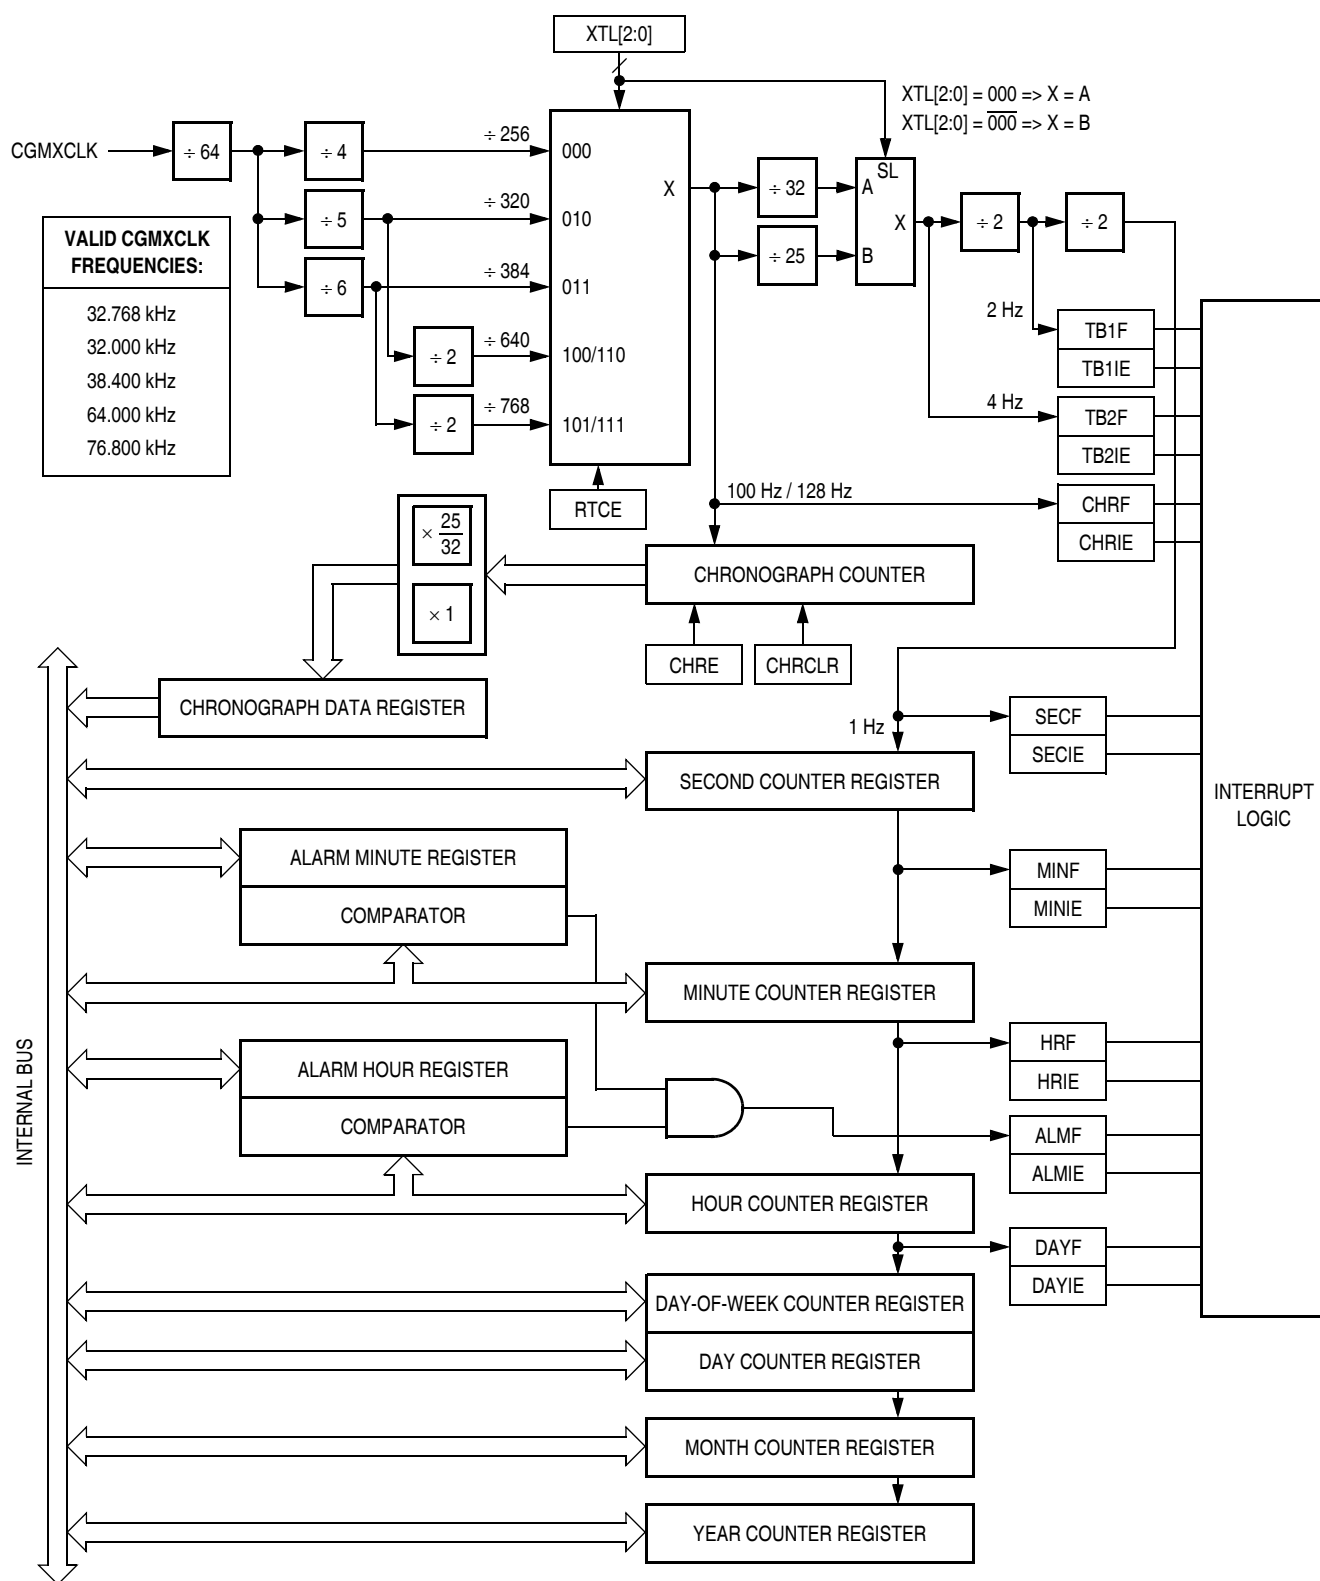 XTL[2:0]
XTL[2:0] = 000 => X = A
XTL[2:0] = 000 => X = B
CGMXCLK
÷ 64
÷ 4
÷ 256
000
÷ 5
÷ 320
010
÷ 6
÷ 384
011
÷ 2
÷ 640
100/110
÷ 2
÷ 768
101/111
X
RTCE
÷ 32
÷ 25
SL
A
B
X
÷ 2
÷ 2
VALID CGMXCLK
FREQUENCIES:
32.768 kHz
32.000 kHz
38.400 kHz
64.000 kHz
76.800 kHz
2 Hz
TB1F
TB1IE
4 Hz
TB2F
TB2IE
100 Hz / 128 Hz
CHRF
CHRIE
× 25/32
× 1
CHRONOGRAPH COUNTER
CHRE
CHRCLR
CHRONOGRAPH DATA REGISTER
1 Hz
SECF
SECIE
SECOND COUNTER REGISTER
INTERRUPT
LOGIC
ALARM MINUTE REGISTER
COMPARATOR
MINF
MINIE
MINUTE COUNTER REGISTER
INTERNAL BUS
ALARM HOUR REGISTER
COMPARATOR
HRF
HRIE
ALMF
ALMIE
HOUR COUNTER REGISTER
DAYF
DAYIE
DAY-OF-WEEK COUNTER REGISTER
DAY COUNTER REGISTER
MONTH COUNTER REGISTER
YEAR COUNTER REGISTER